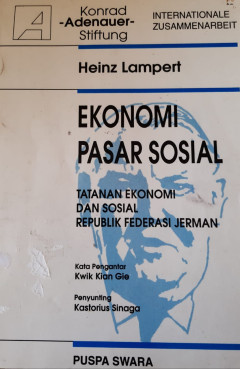 Konrad
-Adenauer-
Stiftung
INTERNATIONALE
ZUSAMMENARBEIT
Heinz Lampert
EKONOMI
PASAR SOSIAL
TATANAN EKONOMI
DAN SOSIAL
REPUBLIK FEDERASI JERMAN
Kata Pengantar
Kwik Kian Gie
Penyunting
Kastorius Sinaga
PUSPA SWARA